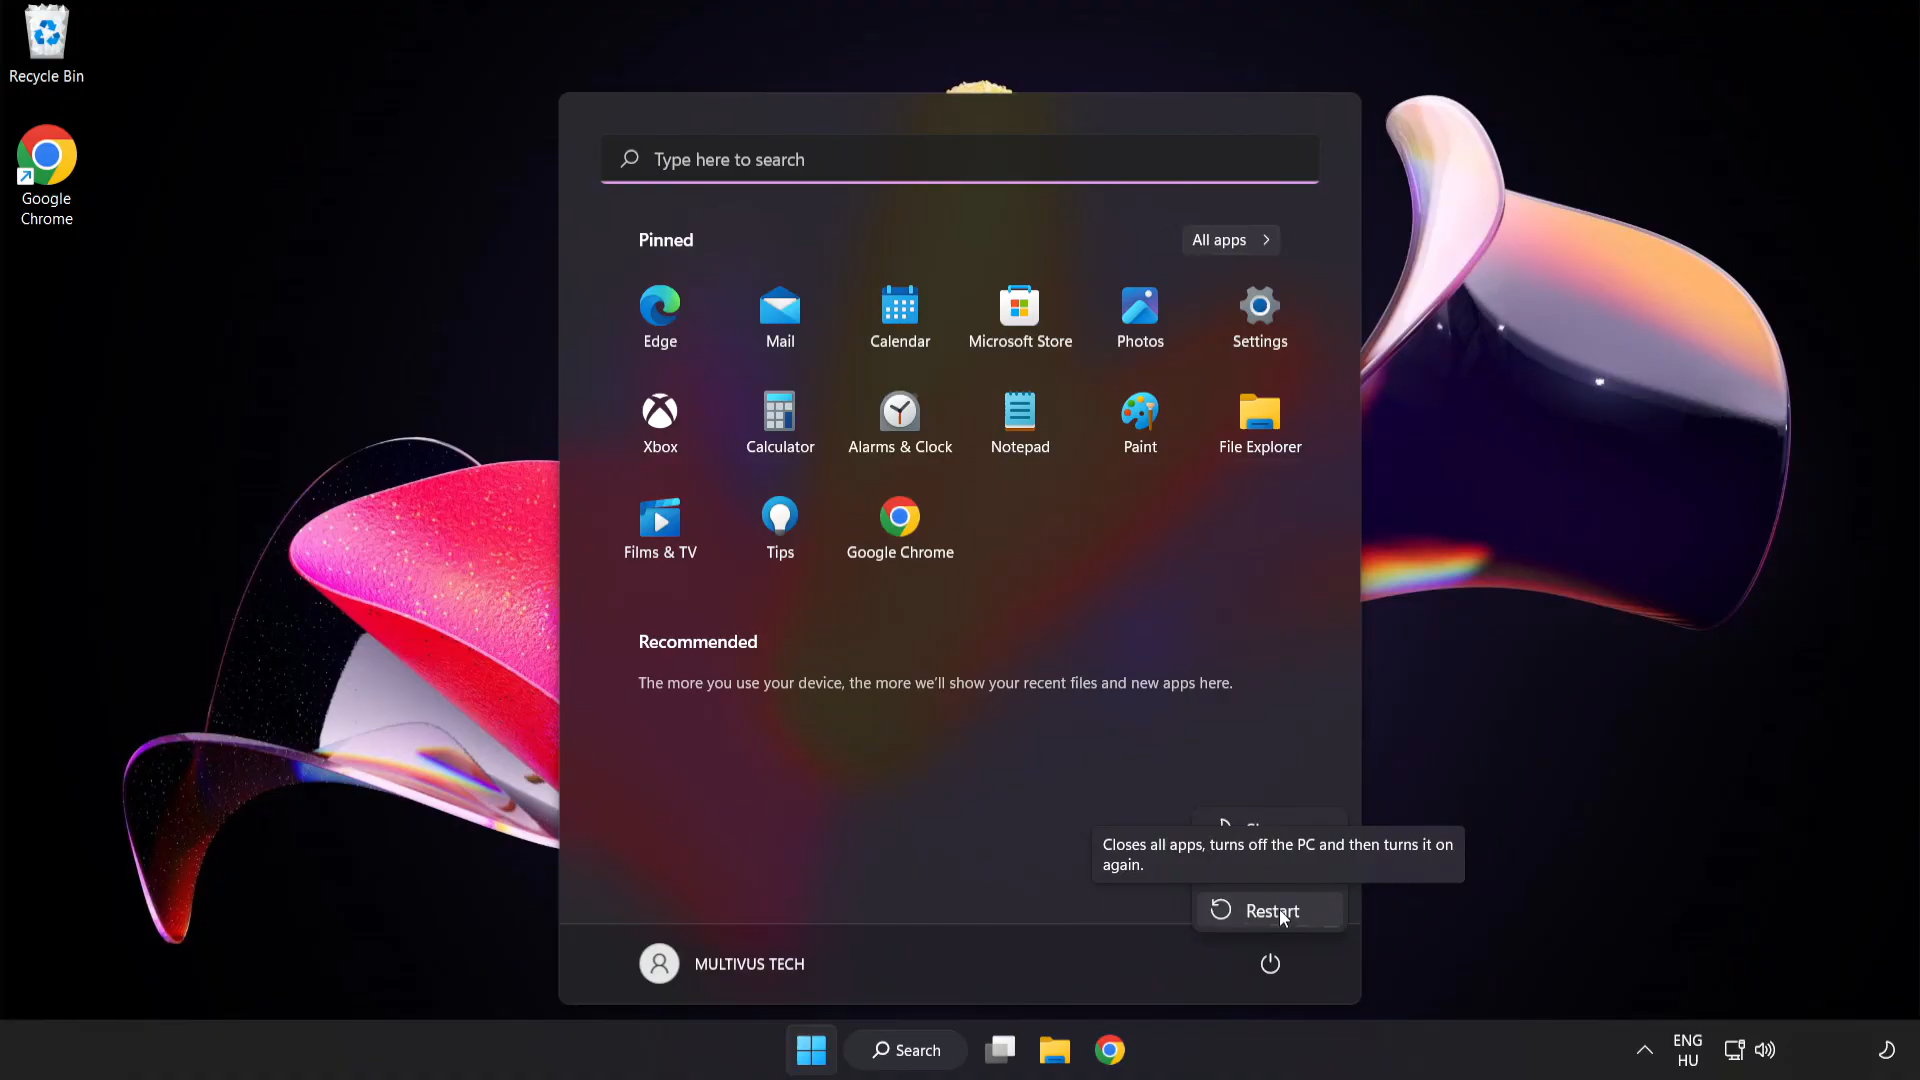 Recycle Bin
Google
Chrome
Type here to search
Pinned
All apps
Edge
Mail
Calendar
Microsoft Store
Photos
Settings
Xbox
Calculator
Alarms & Clock
Notepad
Paint
File Explorer
Films & TV
Tips
Google Chrome
Recommended
The more you use your device, the more we'll show your recent files and new apps here.
Closes all apps, turns off the PC and then turns it on
again.
Restart
MULTIVUS TECH
Search
ENG
HU